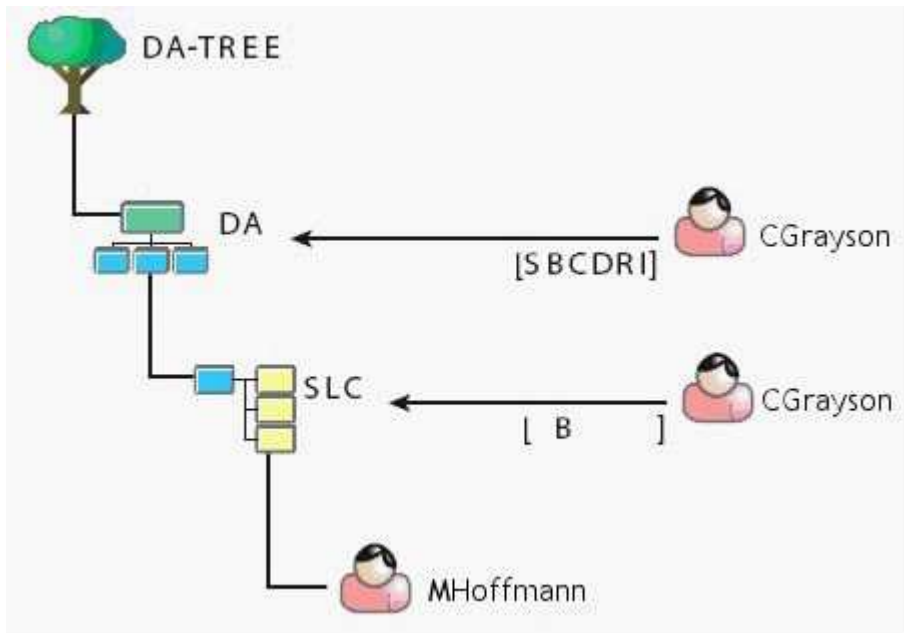 DA-TREE
DA
CGrayson
[SBCDRI]
SLC
CGrayson
[ B ]
MHoffmann